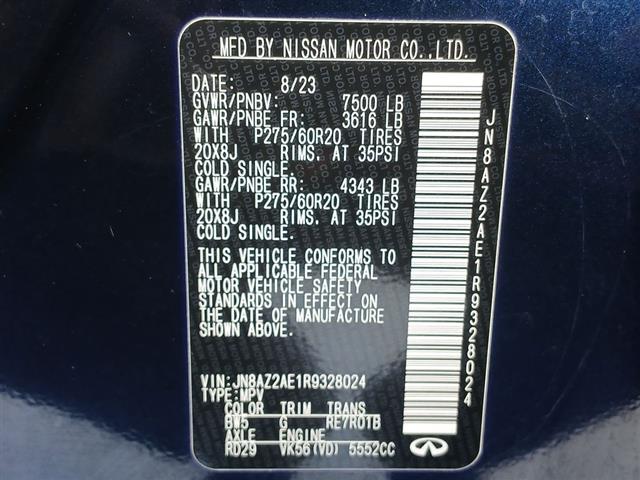 MFD BY NISSAN MOTOR CO.,LTD.
DATE: 8/23
GVWR/PNBV: 7500 LB
GAWR/PNBE FR: 3616 LB
WITH P275/60R20 TIRES
20X8J RIMS. AT 35PSI
COLD SINGLE.
GAWR/PNBE RR: 4343 LB
WITH P275/60R20 TIRES
20X8J RIMS. AT 35PSI
COLD SINGLE.
THIS VEHICLE CONFORMS TO
ALL APPLICABLE FEDERAL
MOTOR VEHICLE SAFETY
STANDARDS IN EFFECT ON
THE DATE OF MANUFACTURE
SHOWN ABOVE.
VIN:JN8AZ2AE1R9328024
TYPE:MPV
COLOR TRIM TRANS
BW5 G RE7R01B
AXLE ENGINE
RD29 VK56(VD) 5552CC
JN8AZ2AE1R9328024